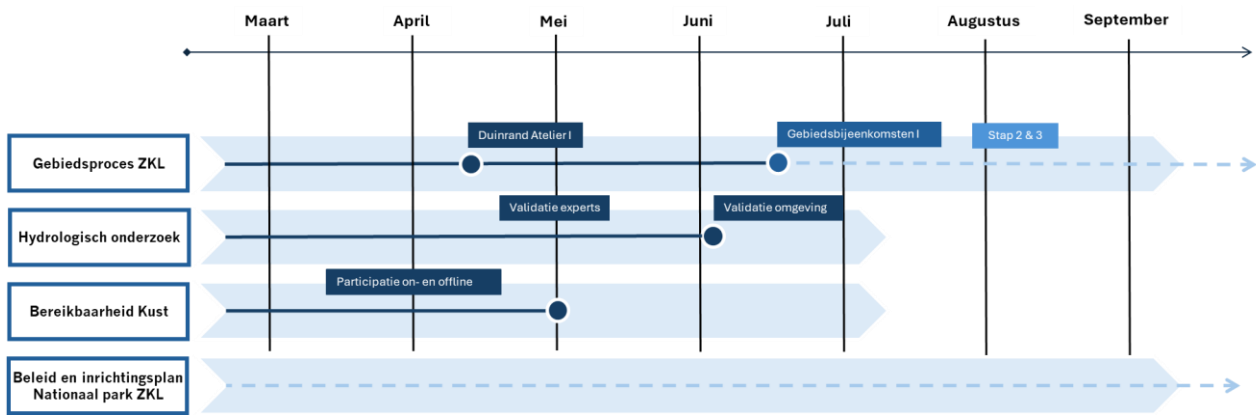 Maart
April
Mei
Juni
Juli
Augustus
September
Gebiedsproces ZKL
Duinrand Atelier I
Gebiedsbijeenkomsten I
Stap 2 & 3
Hydrologisch onderzoek
Validatie experts
Validatie omgeving
Bereikbaarheid Kust
Participatie on- en offline
Beleid en inrichtingsplan
Nationaal park ZKL